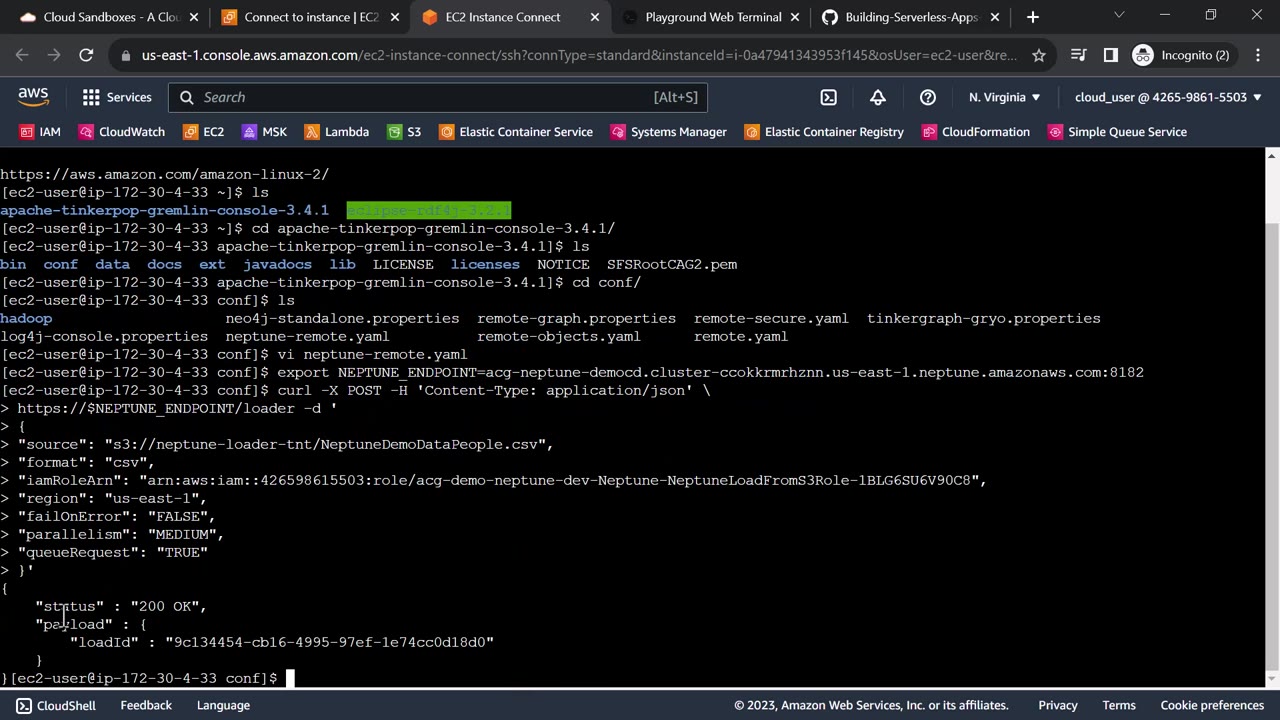 Cloud Sandboxes - A Clou
Connect to instance | EC2
EC2 Instance Connect
Playground Web Terminal
Building-Serverless-Apps-
us-east-1.console.aws.amazon.com/ec2-instance-connect/ssh?connType=standard&instanceId=i-0a47941343953f145&osUser=ec2-user&re...
Incognito (2)
aws
Services
Search
[Alt+S]
N. Virginia
cloud_user @ 4265-9861-5503
IAM
CloudWatch
EC2
MSK
Lambda
S3
Elastic Container Service
Systems Manager
Elastic Container Registry
CloudFormation
Simple Queue Service
https://aws.amazon.com/amazon-linux-2/
[ec2-user@ip-172-30-4-33 ~]$ ls
apache-tinkerpop-gremlin-console-3.4.1  eclipse-rdf4j-3.2.1
[ec2-user@ip-172-30-4-33 ~]$ cd apache-tinkerpop-gremlin-console-3.4.1/
[ec2-user@ip-172-30-4-33 apache-tinkerpop-gremlin-console-3.4.1]$ ls
bin  conf  data  docs  ext  javadocs  lib  LICENSE  licenses  NOTICE  SFSRootCAG2.pem
[ec2-user@ip-172-30-4-33 apache-tinkerpop-gremlin-console-3.4.1]$ cd conf/
[ec2-user@ip-172-30-4-33 conf]$ ls
hadoop                    neo4j-standalone.properties  remote-graph.properties  remote-secure.yaml  tinkergraph-gryo.properties
log4j-console.properties  neptune-remote.yaml          remote-objects.yaml      remote.yaml
[ec2-user@ip-172-30-4-33 conf]$ vi neptune-remote.yaml
[ec2-user@ip-172-30-4-33 conf]$ export NEPTUNE_ENDPOINT=acg-neptune-democd.cluster-ccokkrmrhznn.us-east-1.neptune.amazonaws.com:8182
[ec2-user@ip-172-30-4-33 conf]$ curl -X POST -H 'Content-Type: application/json' \
> https://$NEPTUNE_ENDPOINT/loader -d '
> {
> "source": "s3://neptune-loader-tnt/NeptuneDemoDataPeople.csv",
> "format": "csv",
> "iamRoleArn": "arn:aws:iam::426598615503:role/acg-demo-neptune-dev-Neptune-NeptuneLoadFromS3Role-1BLG6SU6V90C8",
> "region": "us-east-1",
> "failOnError": "FALSE",
> "parallelism": "MEDIUM",
> "queueRequest": "TRUE"
> }'
{
    "status" : "200 OK",
    "payload" : {
        "loadId" : "9c134454-cb16-4995-97ef-1e74cc0d18d0"
    }
}[ec2-user@ip-172-30-4-33 conf]$
CloudShell
Feedback
Language
© 2023, Amazon Web Services, Inc. or its affiliates.
Privacy
Terms
Cookie preferences